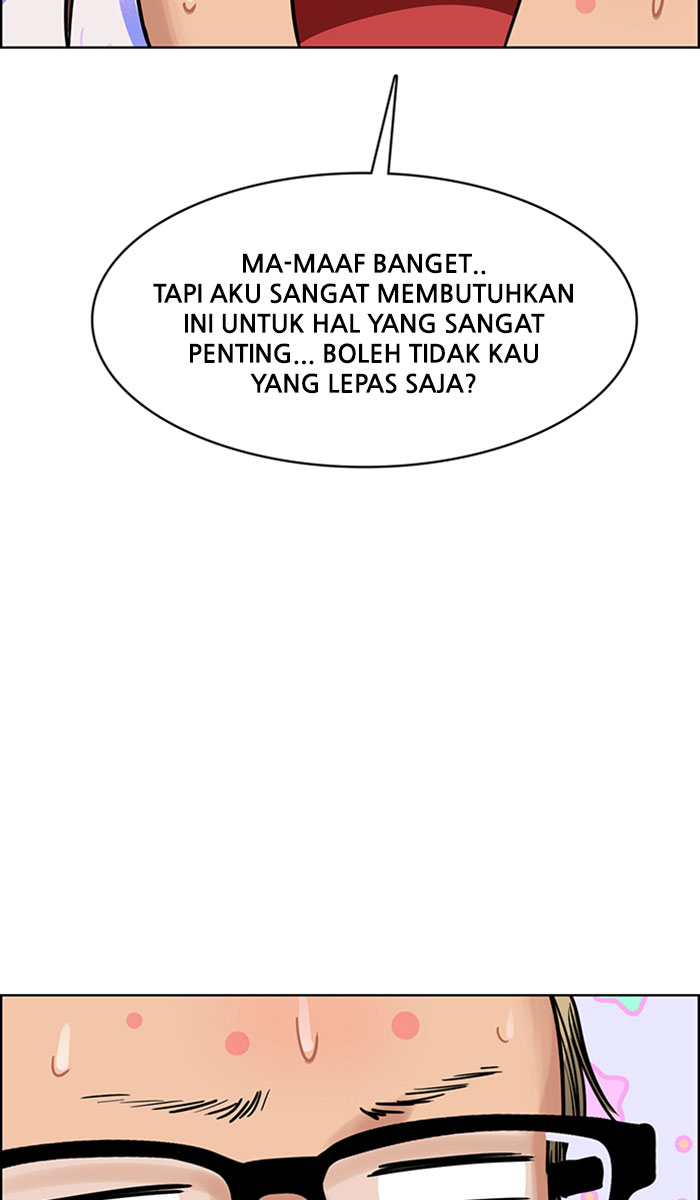 MA-MAAF BANGET..
TAPI AKU SANGAT MEMBUTUHKAN
INI UNTUK HAL YANG SANGAT
PENTING... BOLEH TIDAK KAU
YANG LEPAS SAJA?